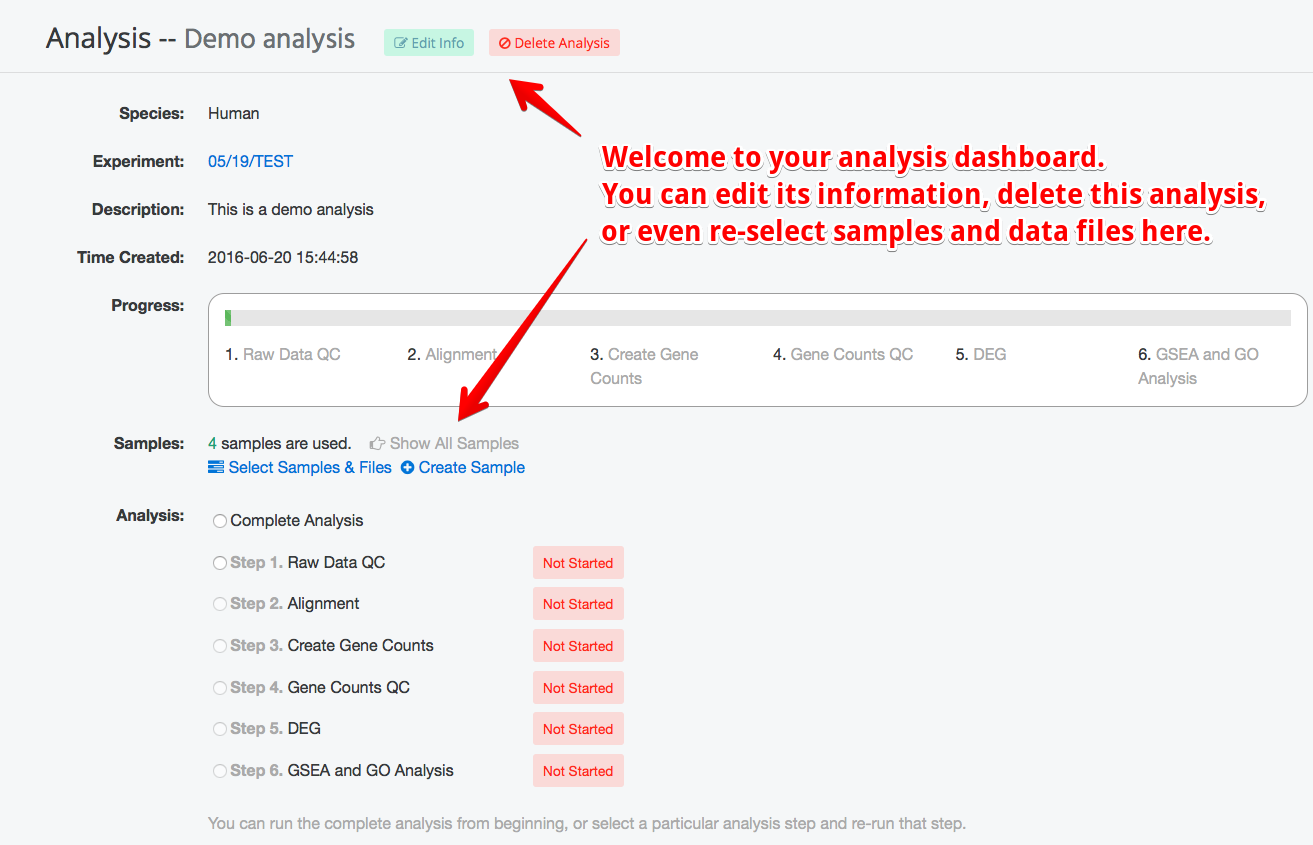 Analysis -- Demo analysis Edit Info Delete Analysis
Species: Human
Experiment: 05/19/TEST
Welcome to your analysis dashboard.
You can edit its information, delete this analysis,
or even re-select samples and data files here.
Description: This is a demo analysis
Time Created: 2016-06-20 15:44:58
Progress:
1. Raw Data QC 2. Alignment 3. Create Gene 4. Gene Counts QC 5. DEG 6. GSEA and GO
Counts Analysis
Samples: 4 samples are used. Show All Samples
Select Samples & Files Create Sample
Analysis: Complete Analysis
Step 1. Raw Data QC Not Started
Step 2. Alignment Not Started
Step 3. Create Gene Counts Not Started
Step 4. Gene Counts QC Not Started
Step 5. DEG Not Started
Step 6. GSEA and GO Analysis Not Started
You can run the complete analysis from beginning, or select a particular analysis step and re-run that step.